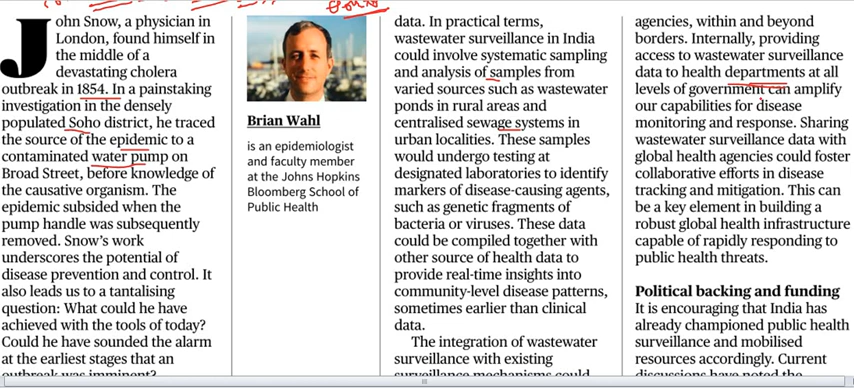 John Snow, a physician in
London, found himself in
the middle of a
devastating cholera
outbreak in 1854. In a painstaking
investigation in the densely
populated Soho district, he traced
the source of the epidemic to a
contaminated water pump on
Broad Street, before knowledge of
the causative organism. The
epidemic subsided when the
pump handle was subsequently
removed. Snow’s work
underscores the potential of
disease prevention and control. It
also leads us to a tantalising
question: What could he have
achieved with the tools of today?
Could he have sounded the alarm
at the earliest stages that an
outbreak was imminent?
Brian Wahl
is an epidemiologist
and faculty member
at the Johns Hopkins
Bloomberg School of
Public Health
data. In practical terms,
wastewater surveillance in India
could involve systematic sampling
and analysis of samples from
varied sources such as wastewater
ponds in rural areas and
centralised sewage systems in
urban localities. These samples
would undergo testing at
designated laboratories to identify
markers of disease-causing agents,
such as genetic fragments of
bacteria or viruses. These data
could be compiled together with
other source of health data to
provide real-time insights into
community-level disease patterns,
sometimes earlier than clinical
data.
The integration of wastewater
surveillance with existing
surveillance mechanisms could
agencies, within and beyond
borders. Internally, providing
access to wastewater surveillance
data to health departments at all
levels of government can amplify
our capabilities for disease
monitoring and response. Sharing
wastewater surveillance data with
global health agencies could foster
collaborative efforts in disease
tracking and mitigation. This can
be a key element in building a
robust global health infrastructure
capable of rapidly responding to
public health threats.
Political backing and funding
It is encouraging that India has
already championed public health
surveillance and mobilised
resources accordingly. Current
discussions have noted the